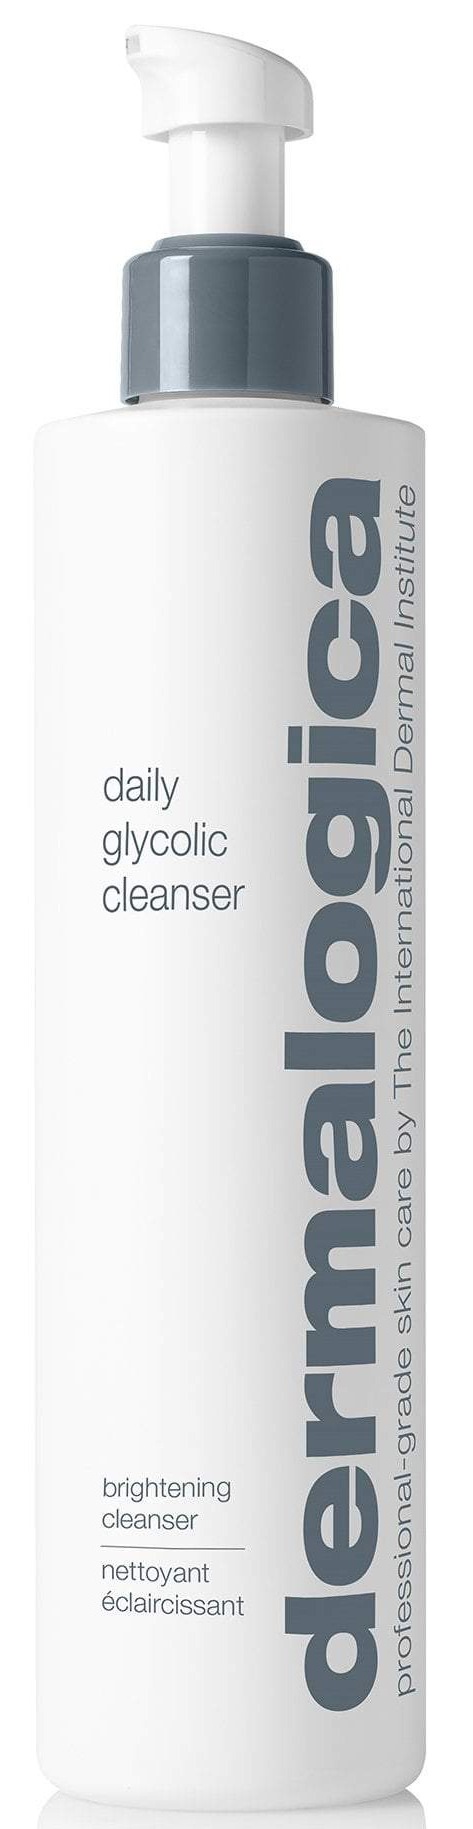 daily
glycolic
cleanser
brightening
cleanser
nettoyant
éclaircissant
dermalogica
professional-grade skin care by The International Dermal Institute